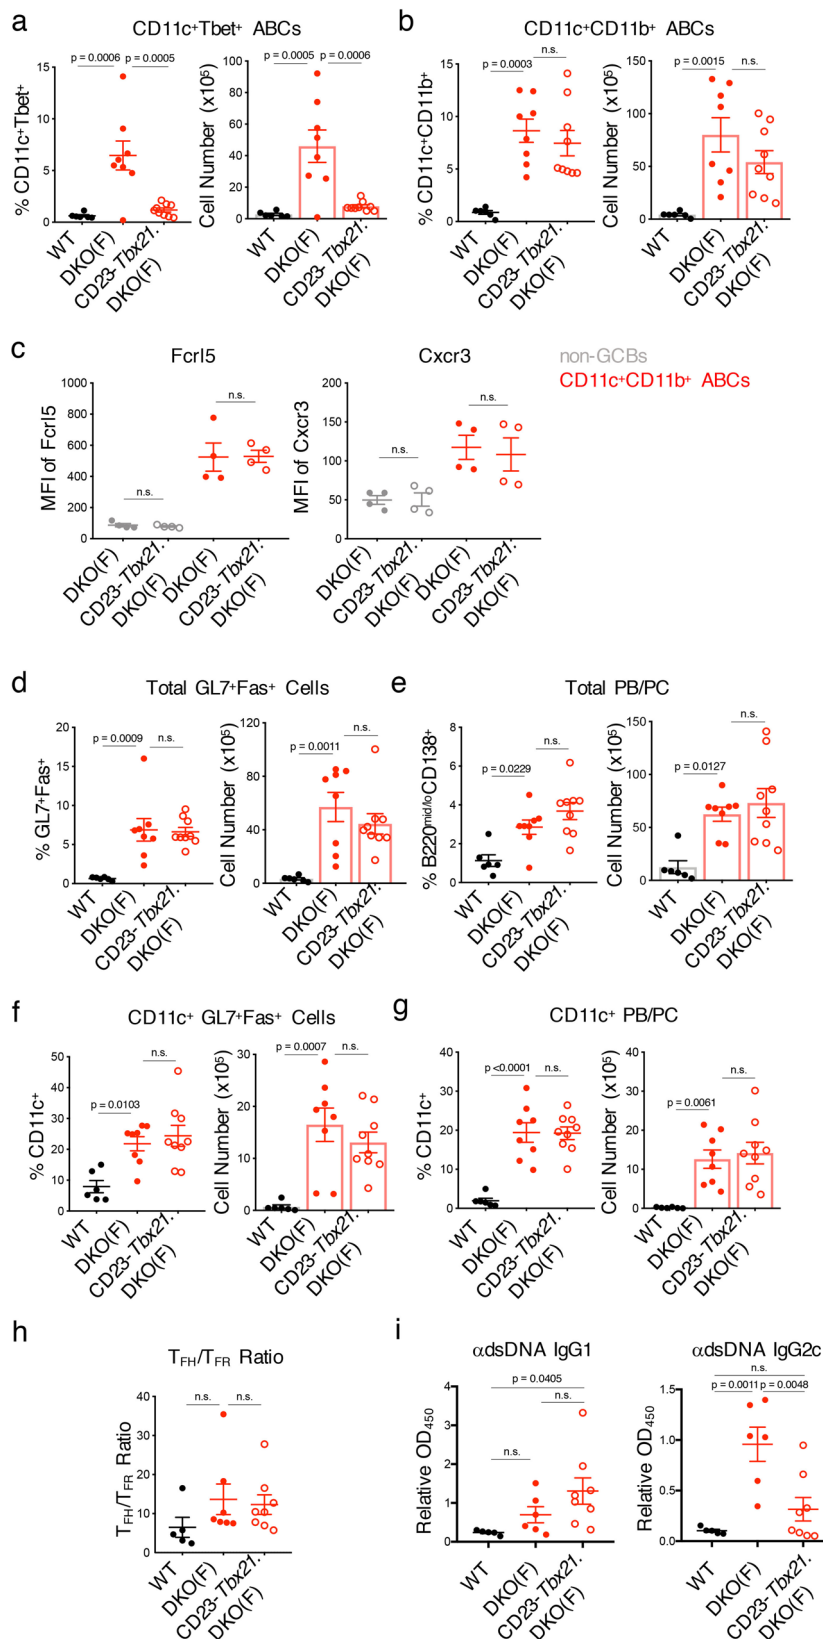 a
CD11c⁺Tbet⁺ ABCs
p = 0.0006
p = 0.0005
% CD11c⁺Tbet⁺
15
10
5
0
WT
DKO(F)
CD23-Tbx21.
DKO(F)
p = 0.0005
p = 0.0006
Cell Number (x10⁵)
100
80
60
40
20
0
WT
DKO(F)
CD23-Tbx21.
DKO(F)
b
CD11c⁺CD11b⁺ ABCs
p = 0.0003
n.s.
% CD11c⁺CD11b⁺
15
10
5
0
WT
DKO(F)
CD23-Tbx21.
DKO(F)
p = 0.0015
n.s.
Cell Number (x10⁵)
150
100
50
0
WT
DKO(F)
CD23-Tbx21.
DKO(F)
c
Fcrl5
n.s.
n.s.
MFI of Fcrl5
1000
800
600
400
200
0
DKO(F)
CD23-Tbx21.
DKO(F)
DKO(F)
CD23-Tbx21.
DKO(F)
Cxcr3
n.s.
n.s.
MFI of Cxcr3
200
150
100
50
0
DKO(F)
CD23-Tbx21.
DKO(F)
DKO(F)
CD23-Tbx21.
DKO(F)
non-GCBs
CD11c⁺CD11b⁺ ABCs
d
Total GL7⁺Fas⁺ Cells
p = 0.0009
n.s.
% GL7⁺Fas⁺
20
15
10
5
0
WT
DKO(F)
CD23-Tbx21.
DKO(F)
p = 0.0011
n.s.
Cell Number (x10⁵)
120
80
40
0
WT
DKO(F)
CD23-Tbx21.
DKO(F)
e
Total PB/PC
p = 0.0229
n.s.
% B220ᵐⁱᵈ/ˡᵒCD138⁺
8
6
4
2
0
WT
DKO(F)
CD23-Tbx21.
DKO(F)
p = 0.0127
n.s.
Cell Number (x10⁵)
150
100
50
0
WT
DKO(F)
CD23-Tbx21.
DKO(F)
f
CD11c⁺ GL7⁺Fas⁺ Cells
p = 0.0103
n.s.
% CD11c⁺
50
40
30
20
10
0
WT
DKO(F)
CD23-Tbx21.
DKO(F)
p = 0.0007
n.s.
Cell Number (x10⁵)
30
20
10
0
WT
DKO(F)
CD23-Tbx21.
DKO(F)
g
CD11c⁺ PB/PC
p <0.0001
n.s.
% CD11c⁺
40
30
20
10
0
WT
DKO(F)
CD23-Tbx21.
DKO(F)
p = 0.0061
n.s.
Cell Number (x10⁵)
40
30
20
10
0
WT
DKO(F)
CD23-Tbx21.
DKO(F)
h
T_FH/T_FR Ratio
n.s.
n.s.
T_FH/T_FR Ratio
40
30
20
10
0
WT
DKO(F)
CD23-Tbx21.
DKO(F)
i
αdsDNA IgG1
p = 0.0405
n.s.
n.s.
Relative OD₄₅₀
4
3
2
1
0
WT
DKO(F)
CD23-Tbx21.
DKO(F)
αdsDNA IgG2c
n.s.
p = 0.0011
p = 0.0048
Relative OD₄₅₀
1.5
1.0
0.5
0.0
WT
DKO(F)
CD23-Tbx21.
DKO(F)